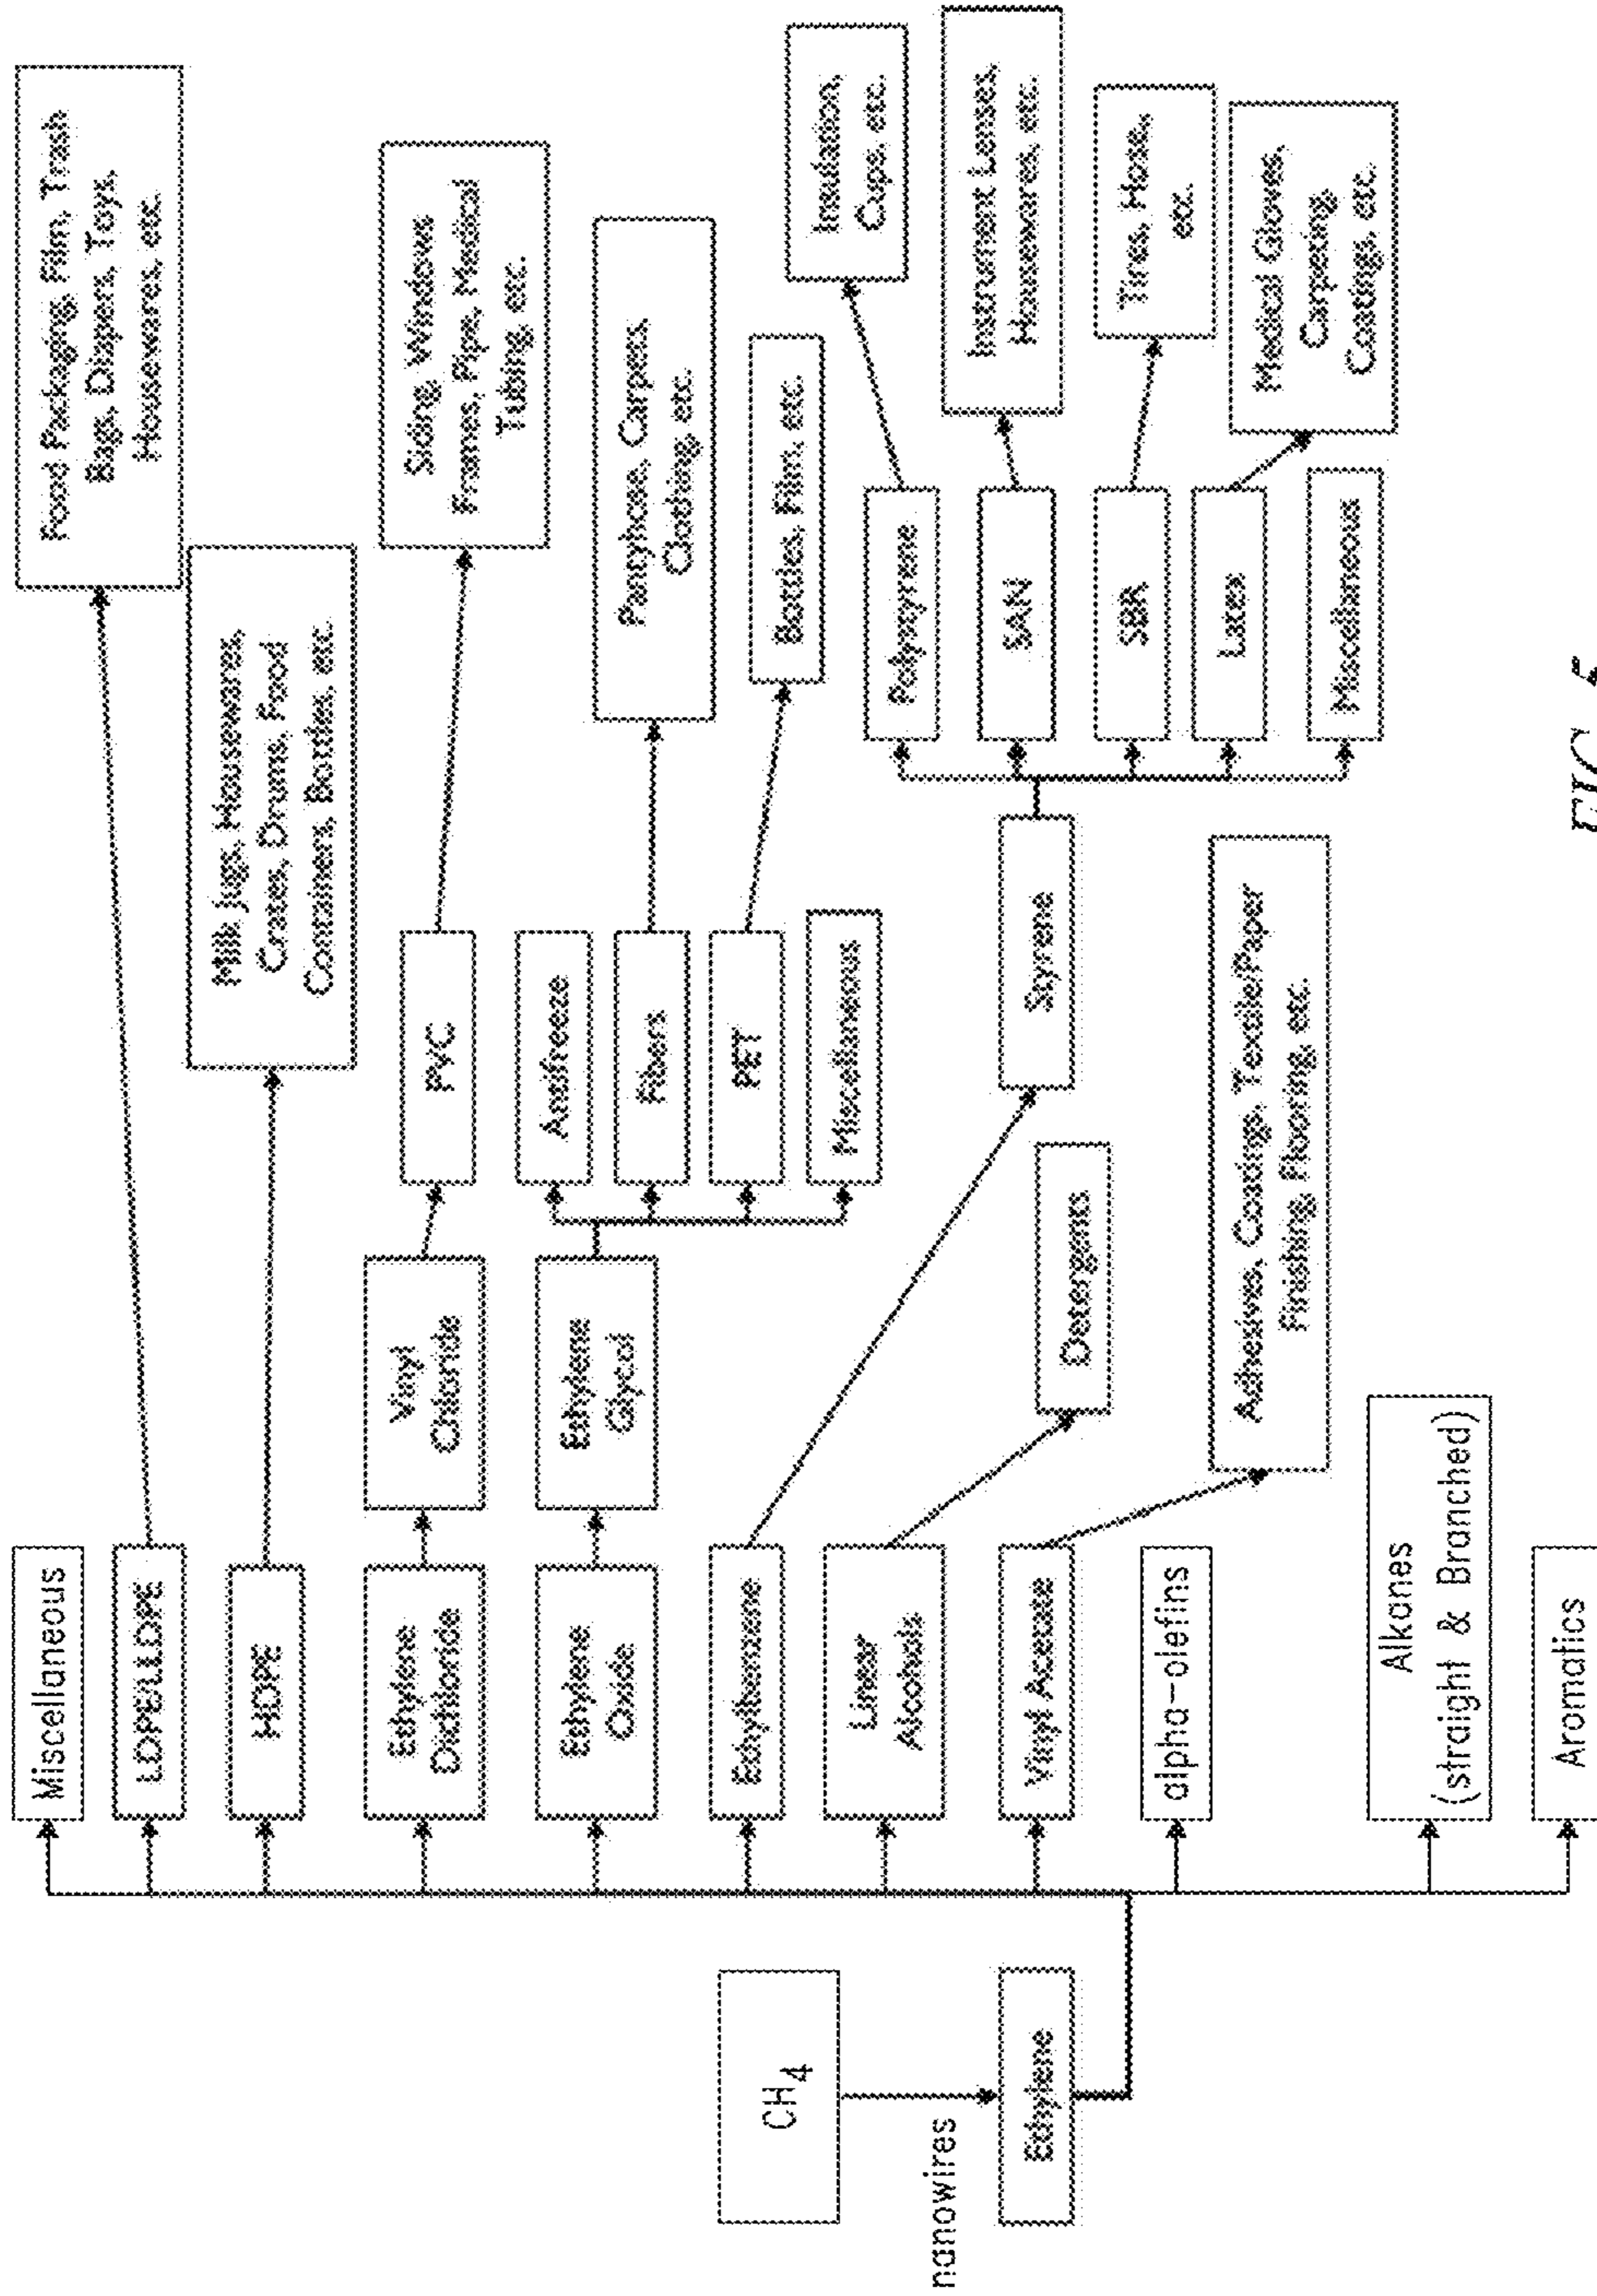 CH4
nanowires
Ethylene
Miscellaneous
LDPE/LLDPE
Food Packaging, Film, Trash
Bags, Diapers, Toys,
Housewares, etc.
HDPE
Milk Jugs, Housewares,
Crates, Drums, Food
Containers, Bottles, etc.
Ethylene
Dichloride
Vinyl
Chloride
PVC
Siding, Windows
Frames, Pipe, Medical
Tubing, etc.
Ethylene
Oxide
Ethylene
Glycol
Antifreeze
Fibers
Pantyhose, Carpets,
Clothing, etc.
PET
Bottles, Film, etc.
Miscellaneous
Ethylbenzene
Styrene
Polystyrene
Insulation,
Cups, etc.
SAN
Instrument Lenses,
Housewares, etc.
SBR
Tires, Hose,
etc.
Latex
Medical Gloves,
Carpeting,
Coatings, etc.
Miscellaneous
Linear
Alcohols
Detergents
Vinyl Acetate
Adhesives, Coatings, Textile/Paper
Finishing, Flooring, etc.
alpha-olefins
Alkanes
(straight & Branched)
Aromatics
FIG. 5